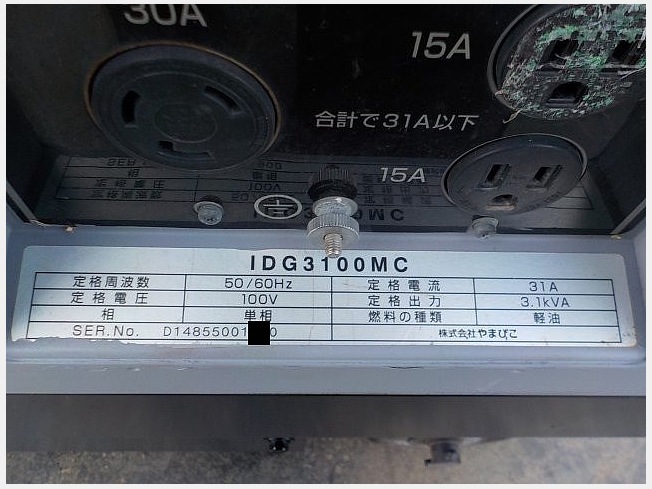 30A
15A
合計で31A以下
15A
IDG3100MC
定格周波数 50/60Hz 定格電流 31A
定格電圧 100V 定格出力 3.1kVA
相 単相 燃料の種類 軽油
SER.No. D14855001 0 株式会社やまびこ